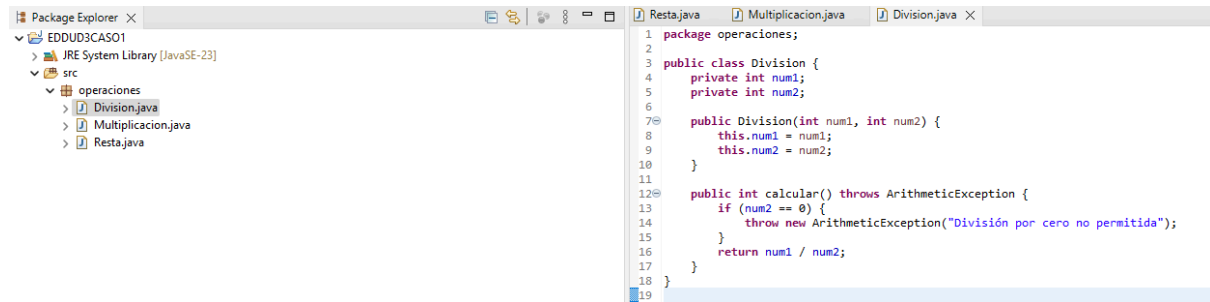 Package Explorer
EDDUD3CASO1
JRE System Library [JavaSE-23]
src
operaciones
Division.java
Multiplicacion.java
Resta.java
Resta.java Multiplicacion.java Division.java
1 package operaciones;
2
3 public class Division {
4 private int num1;
5 private int num2;
6
7 public Division(int num1, int num2) {
8 this.num1 = num1;
9 this.num2 = num2;
10 }
11
12 public int calcular() throws ArithmeticException {
13 if (num2 == 0) {
14 throw new ArithmeticException("División por cero no permitida");
15 }
16 return num1 / num2;
17 }
18 }
19